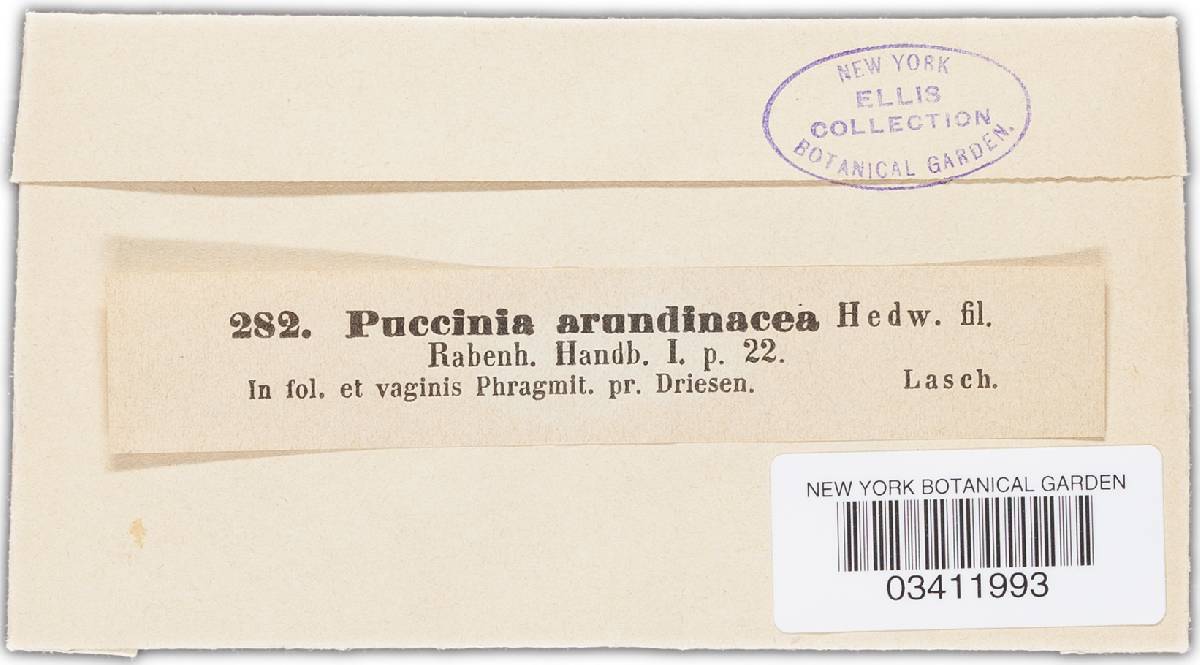 NEW YORK
ELLIS
COLLECTION
BOTANICAL GARDEN.
282. Puccinia arundinacea Hedw. fil.
Rabenh. Handb. I. p. 22.
In fol. et vaginis Phragmit. pr. Driesen. Lasch.
NEW YORK BOTANICAL GARDEN
03411993